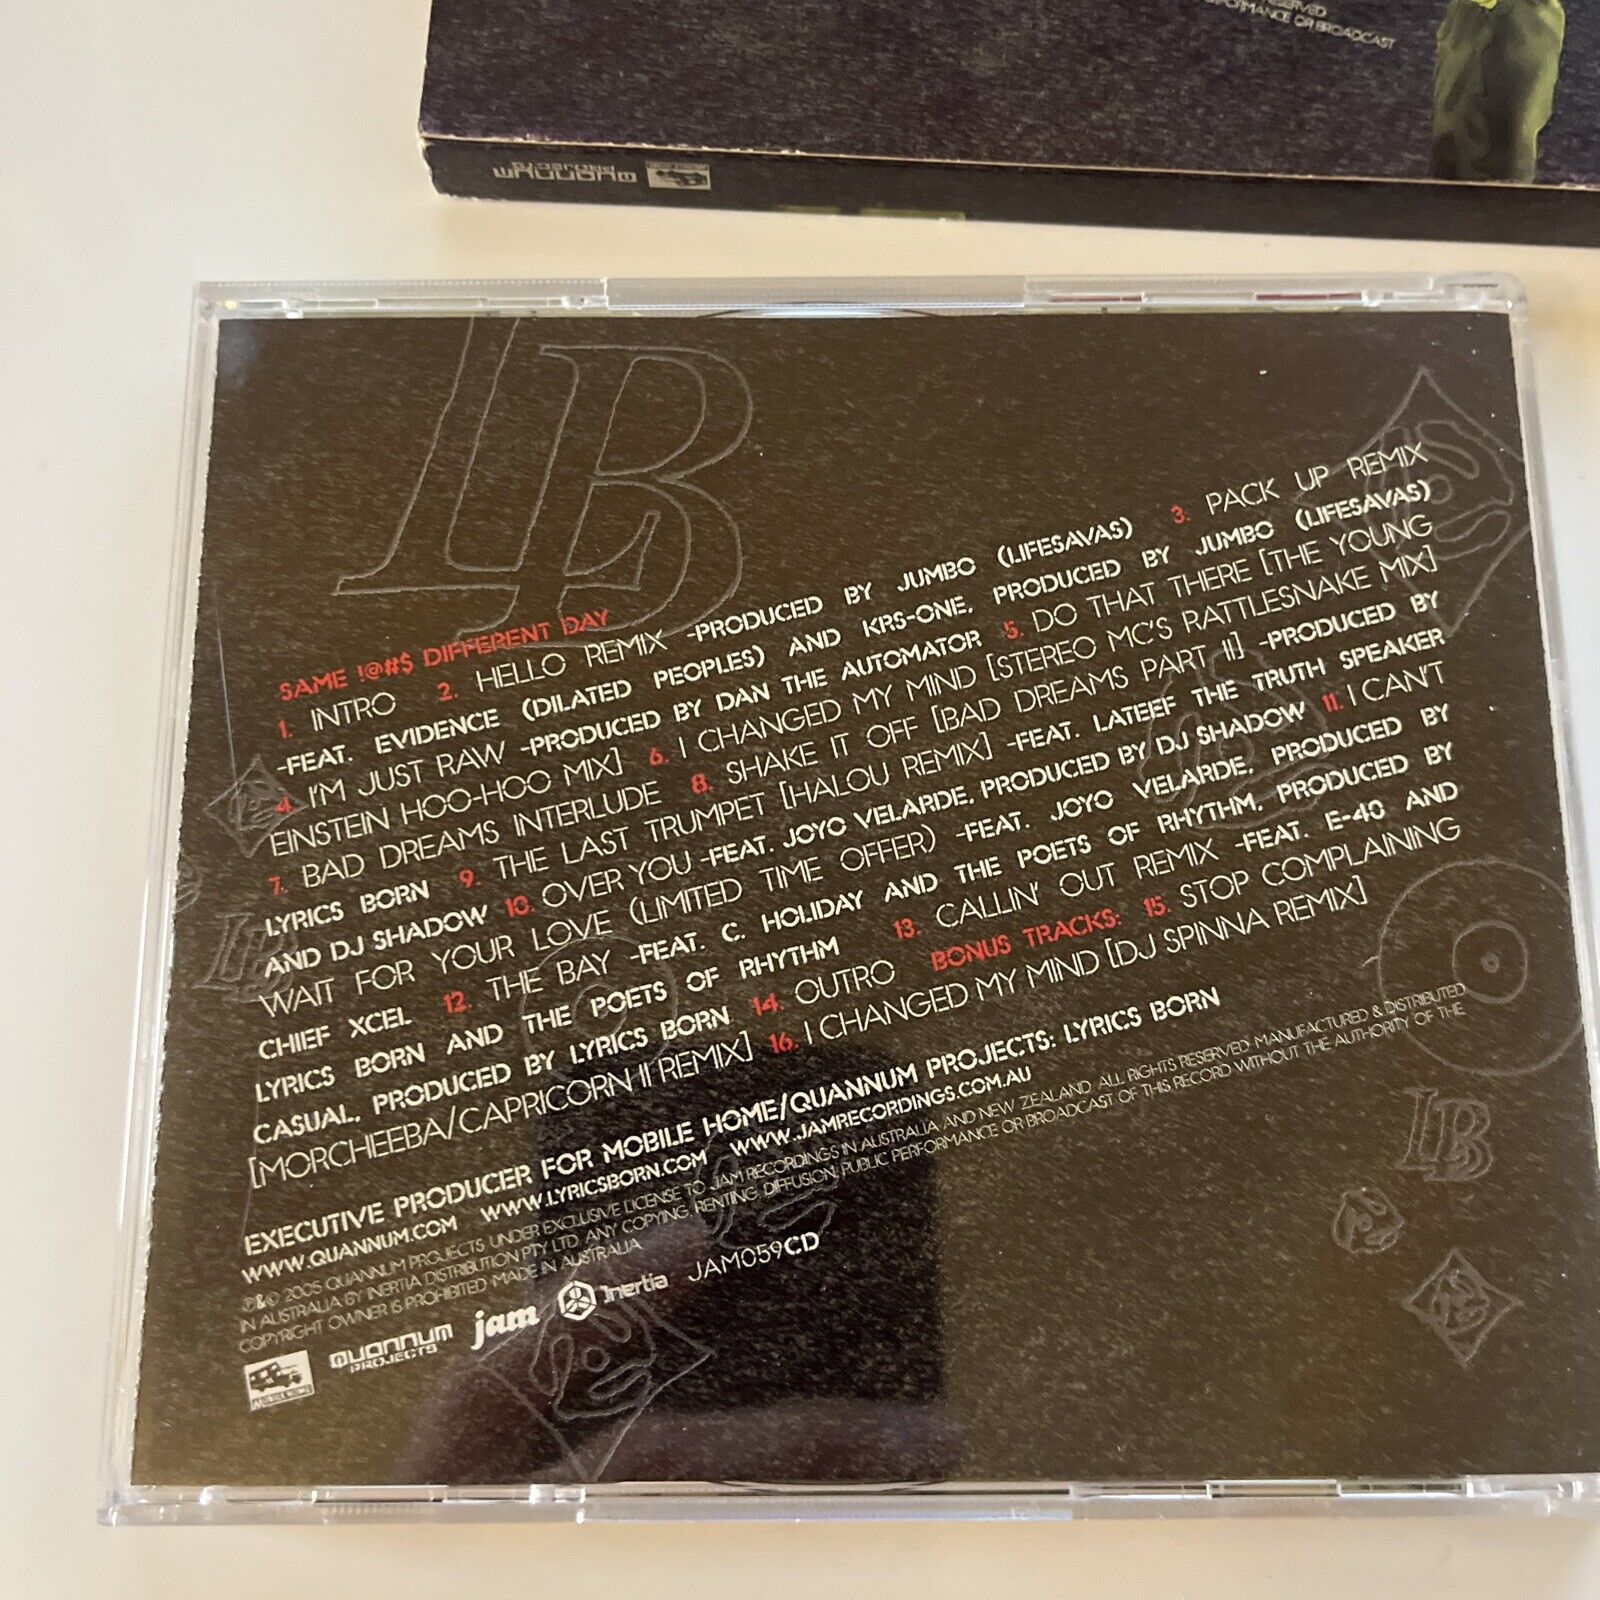 RESERVED
PERFORMANCE OR BROADCAST
QUANNUM
PROJECTS
LB
SAME !@#$ DIFFERENT DAY
1. INTRO 2. HELLO REMIX -PRODUCED BY JUMBO (LIFESAVAS) 3. PACK UP REMIX
-FEAT. EVIDENCE (DILATED PEOPLES) AND KRS-ONE, PRODUCED BY JUMBO (LIFESAVAS)
4. I'M JUST RAW -PRODUCED BY DAN THE AUTOMATOR 5. DO THAT THERE [THE YOUNG
EINSTEIN HOO-HOO MIX] 6. I CHANGED MY MIND [STEREO MC'S RATTLESNAKE MIX]
7. BAD DREAMS INTERLUDE 8. SHAKE IT OFF [BAD DREAMS PART II] -PRODUCED BY
LYRICS BORN 9. THE LAST TRUMPET [HALOU REMIX] -FEAT. LATEEF THE TRUTH SPEAKER
AND DJ SHADOW 10. OVER YOU -FEAT. JOYO VELARDE, PRODUCED BY DJ SHADOW 11. I CAN'T
WAIT FOR YOUR LOVE (LIMITED TIME OFFER) -FEAT. JOYO VELARDE, PRODUCED BY
CHIEF XCEL 12. THE BAY -FEAT. C. HOLIDAY AND THE POETS OF RHYTHM, PRODUCED BY
LYRICS BORN AND THE POETS OF RHYTHM 13. CALLIN' OUT REMIX -FEAT. E-40 AND
CASUAL, PRODUCED BY LYRICS BORN 14. OUTRO BONUS TRACKS: 15. STOP COMPLAINING
[MORCHEEBA/CAPRICORN II REMIX] 16. I CHANGED MY MIND [DJ SPINNA REMIX]
EXECUTIVE PRODUCER FOR MOBILE HOME/QUANNUM PROJECTS: LYRICS BORN
WWW.QUANNUM.COM WWW.LYRICSBORN.COM WWW.JAMRECORDINGS.COM.AU
℗&© 2005 QUANNUM PROJECTS UNDER EXCLUSIVE LICENSE TO JAM RECORDINGS IN AUSTRALIA AND NEW ZEALAND. ALL RIGHTS RESERVED. MANUFACTURED & DISTRIBUTED
IN AUSTRALIA BY INERTIA DISTRIBUTION PTY LTD. ANY COPYING, RENTING, DIFFUSION, PUBLIC PERFORMANCE OR BROADCAST OF THIS RECORD WITHOUT THE AUTHORITY OF THE
COPYRIGHT OWNER IS PROHIBITED. MADE IN AUSTRALIA.
MOBILE HOME QUANNUM PROJECTS jam Inertia JAM059CD
LB
LB